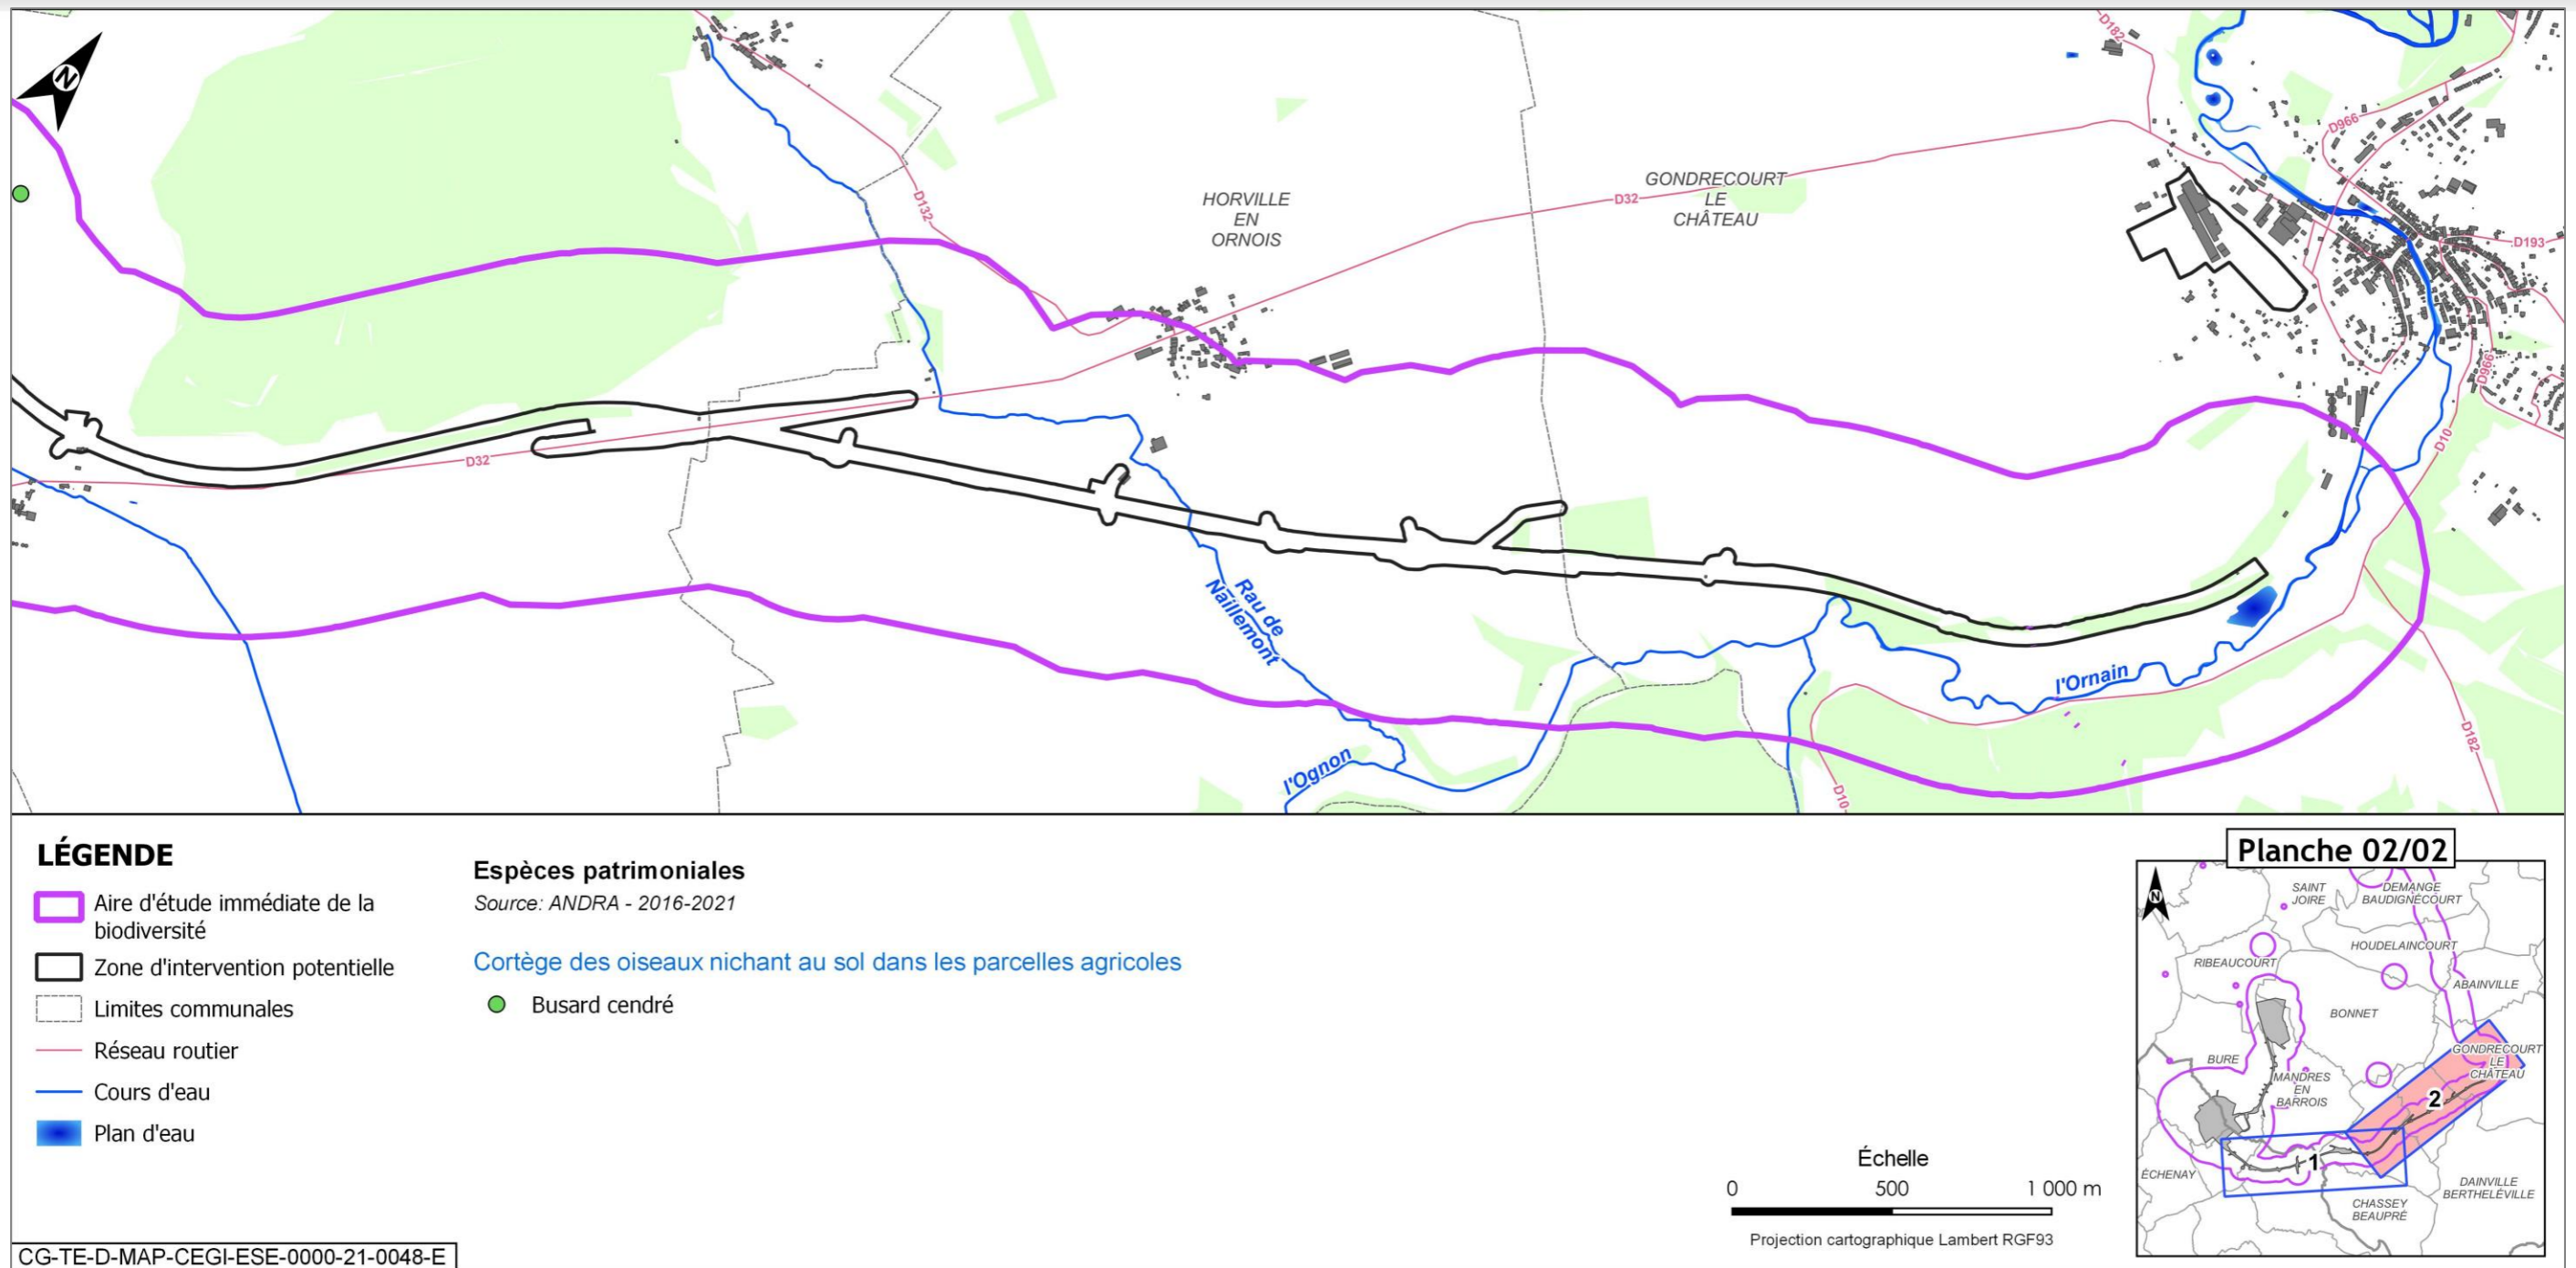 N
D182
D966
D132
HORVILLE
EN
ORNOIS
GONDRECOURT
LE
CHÂTEAU
D32
D193
D966
D10
D32
Rau de
Naillemont
l'Ornain
l'Ognon
D182
D10
LÉGENDE
Aire d'étude immédiate de la
biodiversité
Zone d'intervention potentielle
Limites communales
Réseau routier
Cours d'eau
Plan d'eau
Espèces patrimoniales
Source: ANDRA - 2016-2021
Cortège des oiseaux nichant au sol dans les parcelles agricoles
Busard cendré
Échelle
0 500 1 000 m
Projection cartographique Lambert RGF93
Planche 02/02
N
SAINT
JOIRE
DEMANGE
BAUDIGNÉCOURT
HOUDELAINCOURT
RIBEAUCOURT
ABAINVILLE
BONNET
GONDRECOURT
LE
CHÂTEAU
BURE
MANDRES
EN
BARROIS
2
1
ÉCHENAY
DAINVILLE
BERTHELÉVILLE
CHASSEY
BEAUPRÉ
CG-TE-D-MAP-CEGI-ESE-0000-21-0048-E